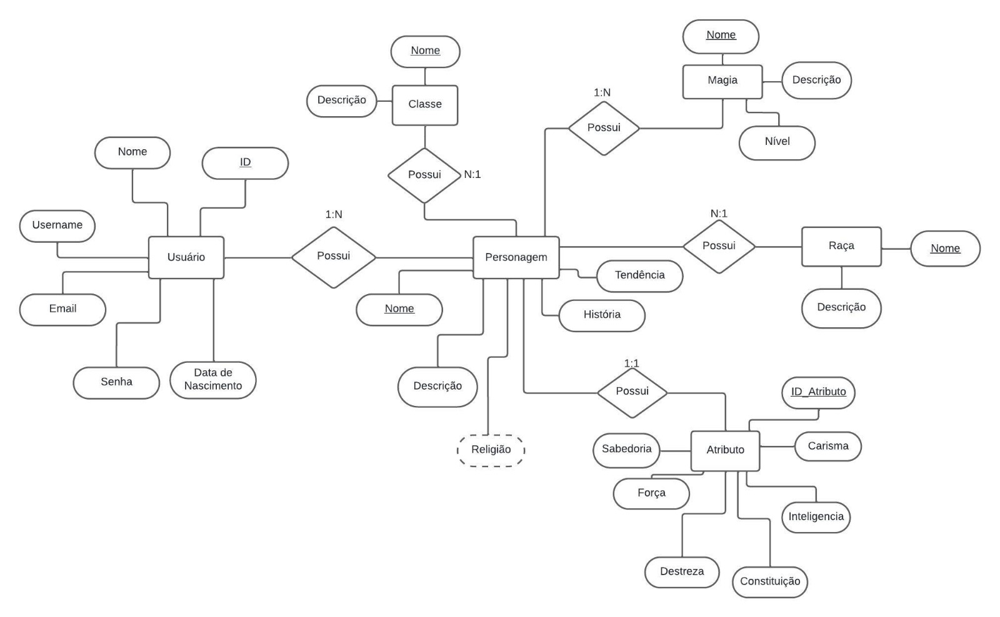 Nome
Magia
Descrição
Nível
1:N
Possui
Nome
Classe
Descrição
Possui
N:1
Nome
ID
Username
Usuário
Email
Senha
Data de
Nascimento
1:N
Possui
Personagem
Nome
Descrição
Religião
Tendência
História
N:1
Possui
Raça
Nome
Descrição
1:1
Possui
ID_Atributo
Atributo
Sabedoria
Carisma
Força
Inteligencia
Destreza
Constituição